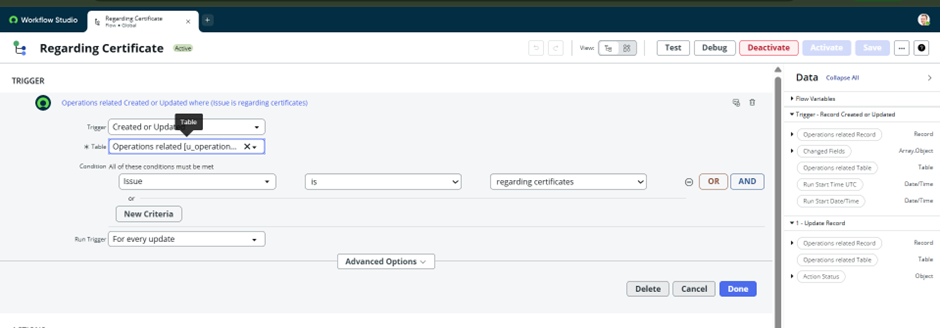 Workflow Studio
Regarding Certificate
Flow • Global
Regarding Certificate
Active
View:
Test
Debug
Deactivate
Activate
Save
TRIGGER
Operations related Created or Updated where (Issue is regarding certificates)
Table
Trigger Created or Updat
* Table Operations related [u_operation...
Condition All of these conditions must be met
Issue
is
regarding certificates
OR
AND
or
New Criteria
Run Trigger For every update
Advanced Options
Delete
Cancel
Done
Data Collapse All
Flow Variables
Trigger - Record Created or Updated
Operations related Record Record
Changed Fields Array.Object
Operations related Table Table
Run Start Time UTC Date/Time
Run Start Date/Time Date/Time
1 - Update Record
Operations related Record Record
Operations related Table Table
Action Status Object